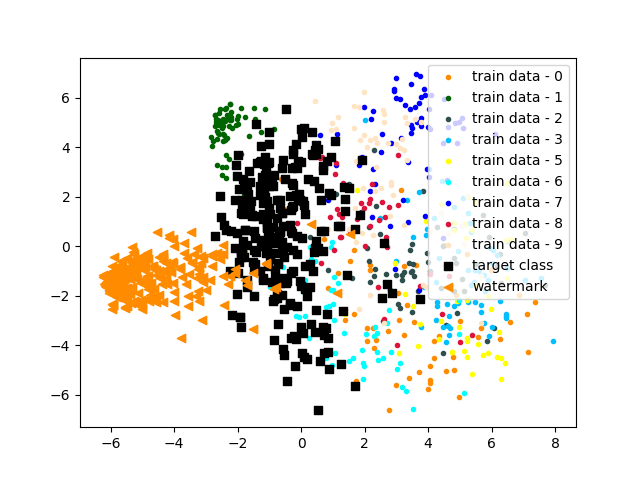 train data - 0
train data - 1
train data - 2
train data - 3
train data - 5
train data - 6
train data - 7
train data - 8
train data - 9
target class
watermark
6
4
2
0
−2
−4
−6
−6 −4 −2 0 2 4 6 8